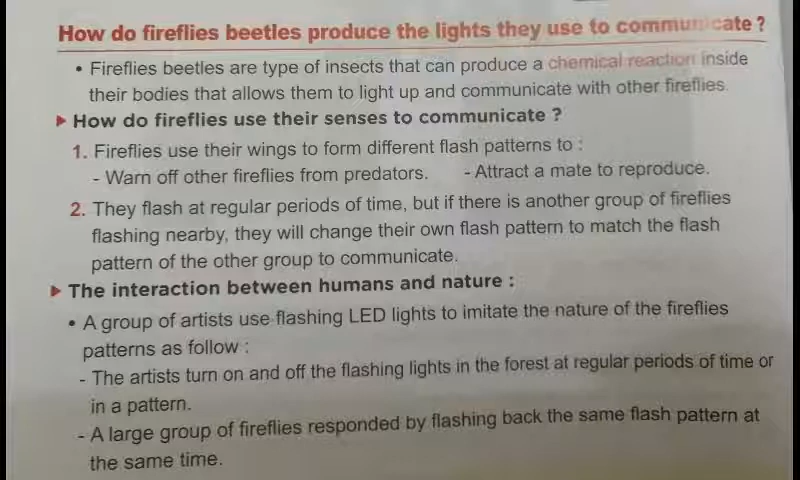 How do fireflies beetles produce the lights they use to communicate ?
• Fireflies beetles are type of insects that can produce a chemical reaction inside
their bodies that allows them to light up and communicate with other fireflies.
▶ How do fireflies use their senses to communicate ?
1. Fireflies use their wings to form different flash patterns to :
- Warn off other fireflies from predators. - Attract a mate to reproduce.
2. They flash at regular periods of time, but if there is another group of fireflies
flashing nearby, they will change their own flash pattern to match the flash
pattern of the other group to communicate.
▶ The interaction between humans and nature :
• A group of artists use flashing LED lights to imitate the nature of the fireflies
patterns as follow :
- The artists turn on and off the flashing lights in the forest at regular periods of time or
in a pattern.
- A large group of fireflies responded by flashing back the same flash pattern at
the same time.